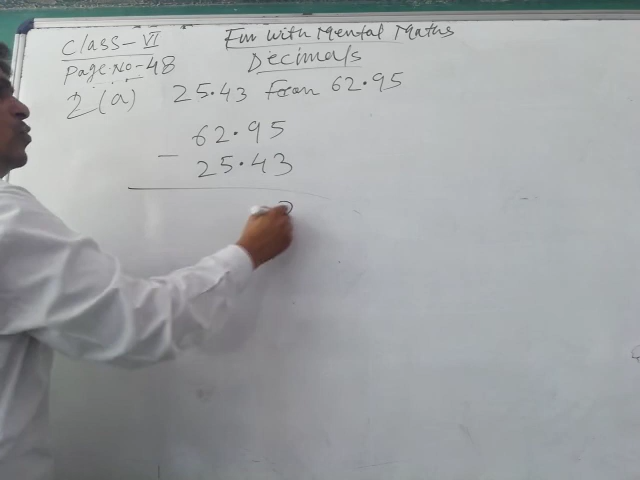 Class-VI Fun with Mental Maths
Page.No-48 Decimals
2(a) 25.43 from 62.95
62.95
- 25.43
2